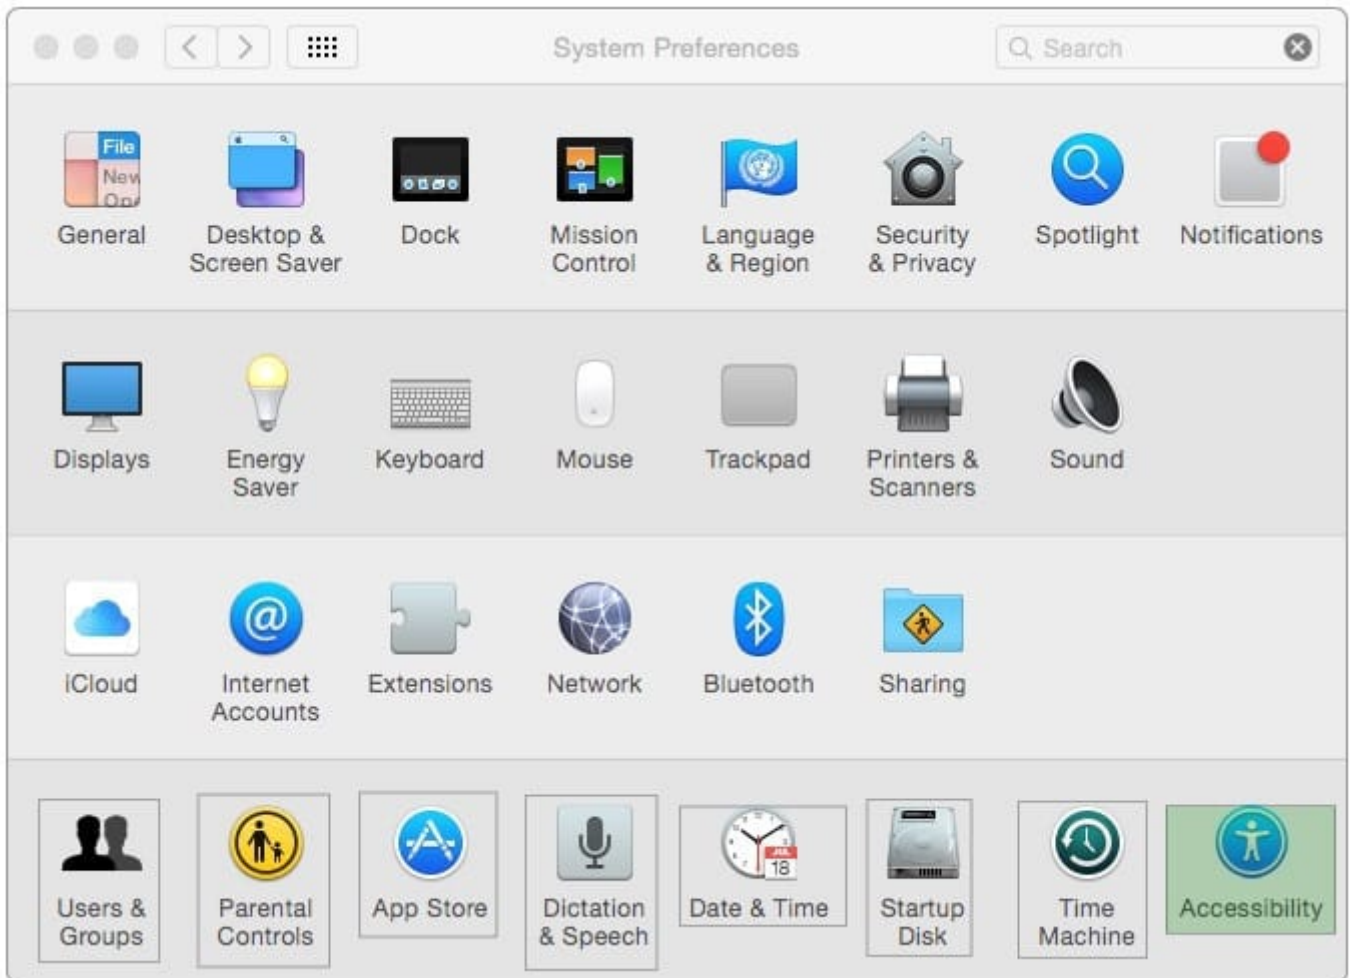 System Preferences
Search
File
New
General
Desktop &
Screen Saver
Dock
Mission
Control
Language
& Region
Security
& Privacy
Spotlight
Notifications
Displays
Energy
Saver
Keyboard
Mouse
Trackpad
Printers &
Scanners
Sound
@
iCloud
Internet
Accounts
Extensions
Network
Bluetooth
Sharing
JUL
18
Users &
Groups
Parental
Controls
App Store
Dictation
& Speech
Date & Time
Startup
Disk
Time
Machine
Accessibility